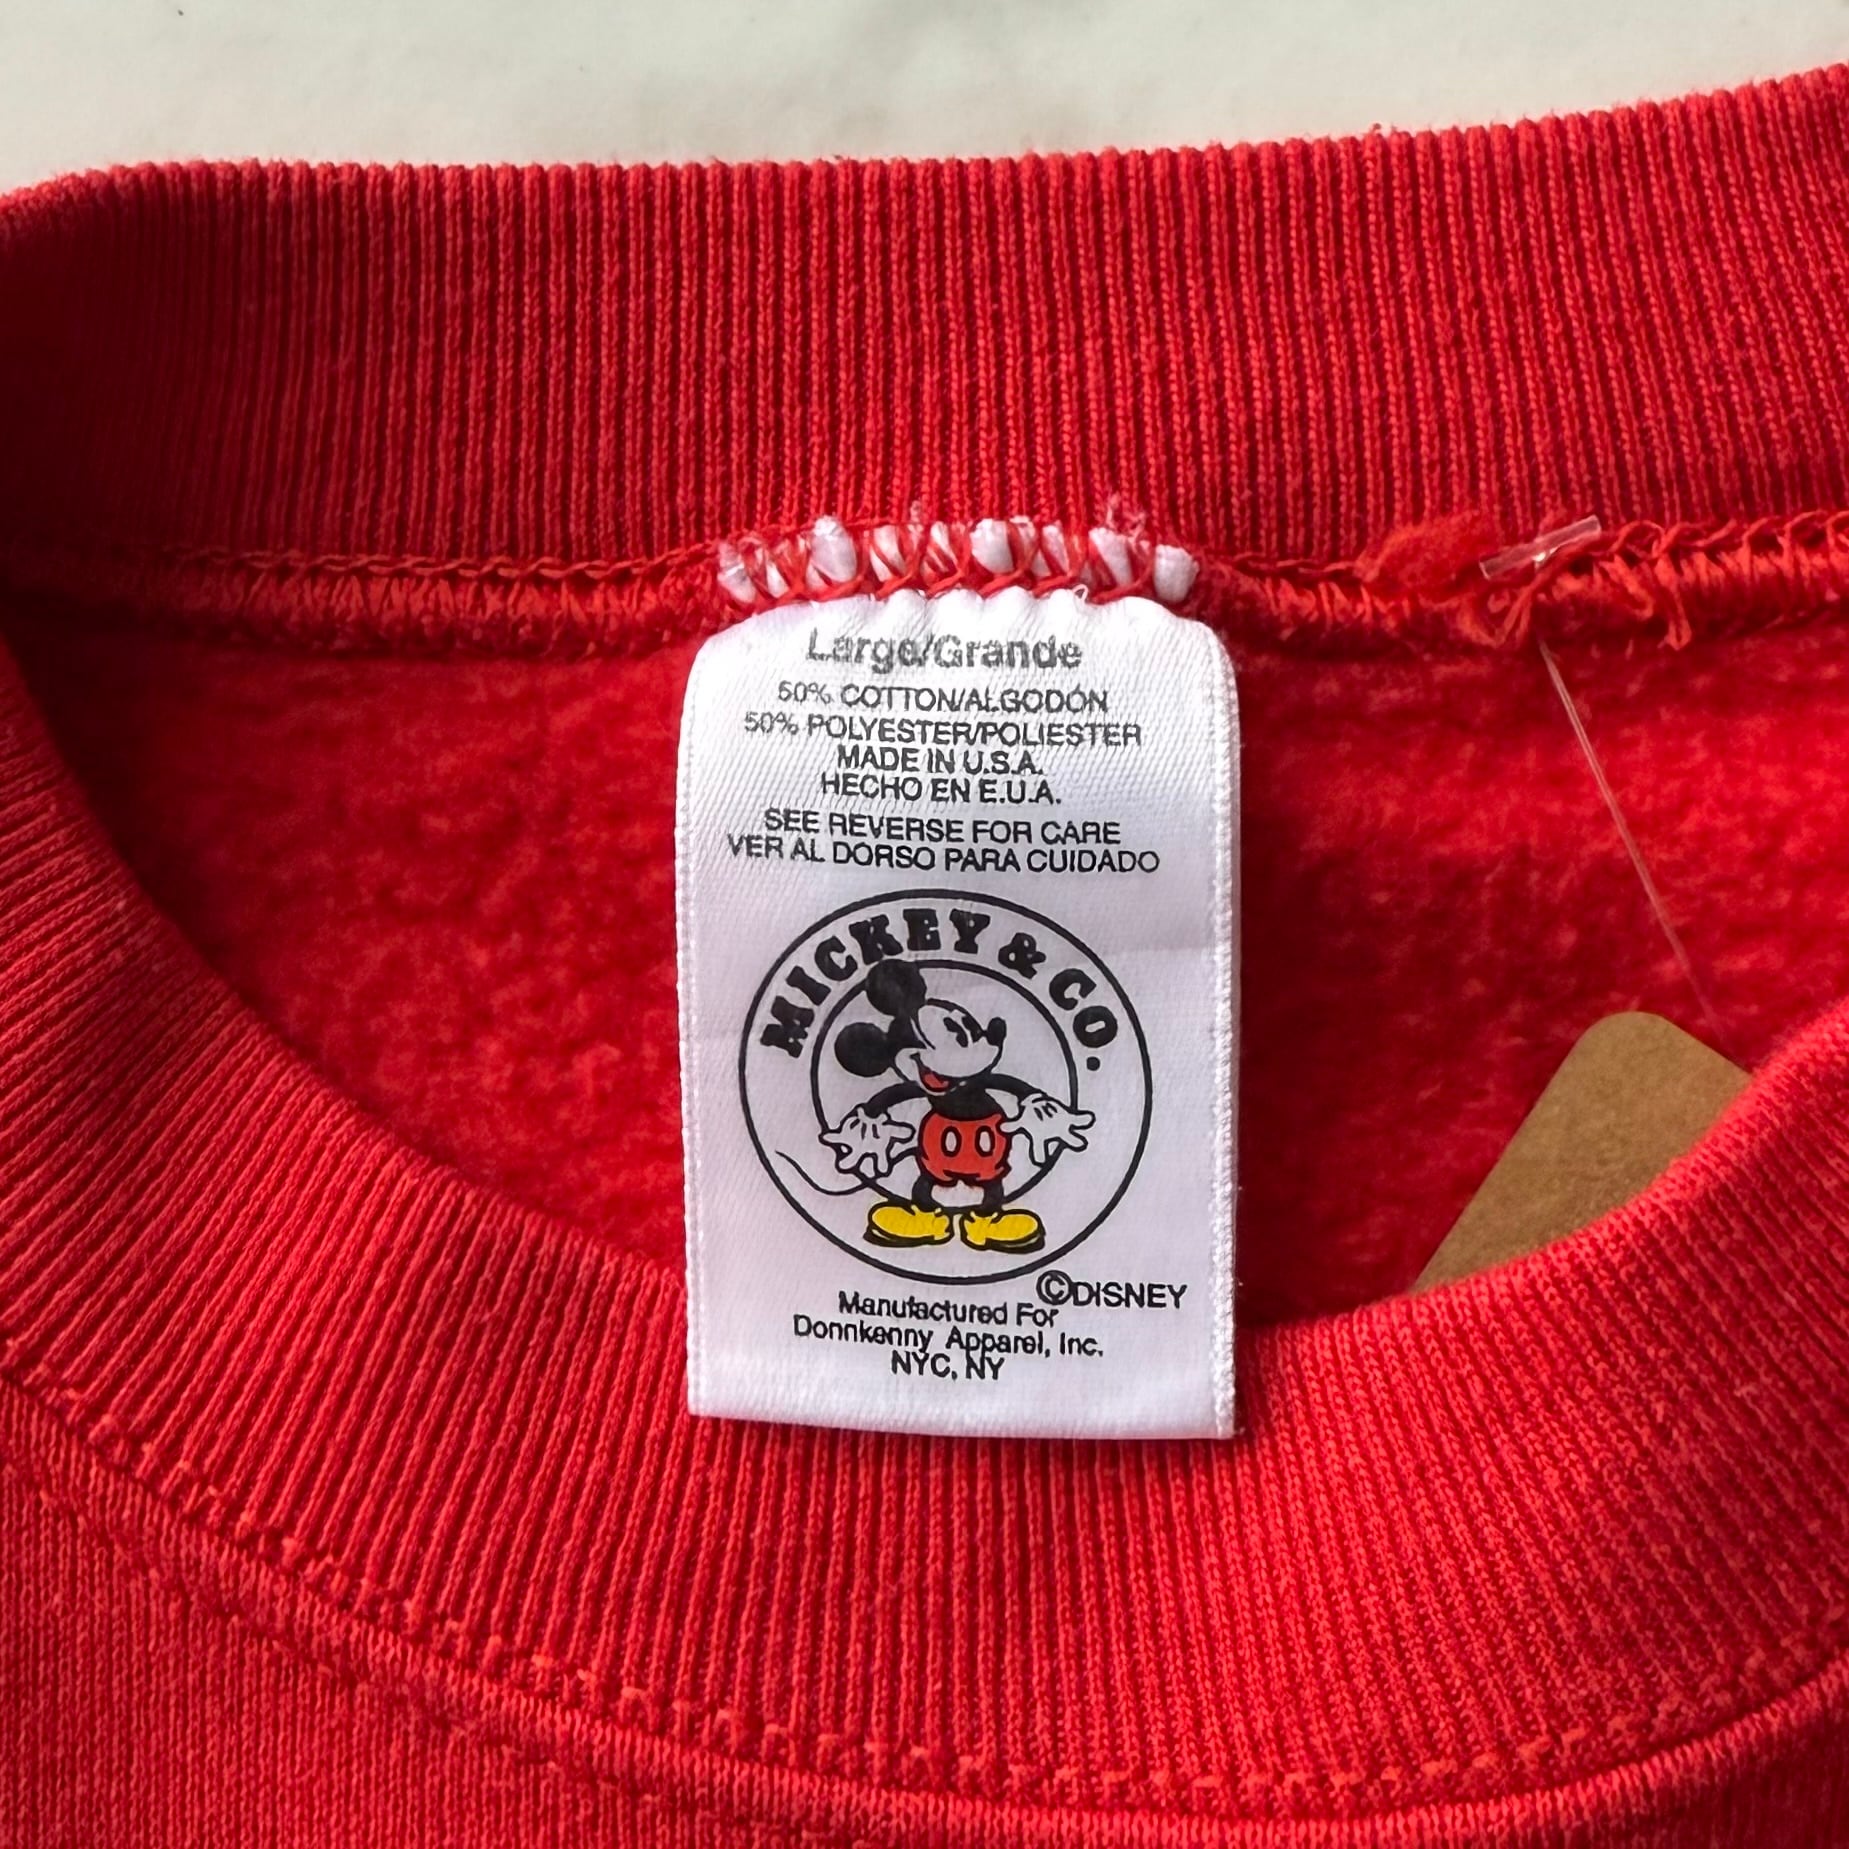 Large/Grande
50% COTTON/ALGODÓN
50% POLYESTER/POLIESTER
MADE IN U.S.A.
HECHO EN E.U.A.
SEE REVERSE FOR CARE
VER AL DORSO PARA CUIDADO
MICKEY & CO.
©DISNEY
Manufactured For
Donnkenny Apparel, Inc.
NYC, NY